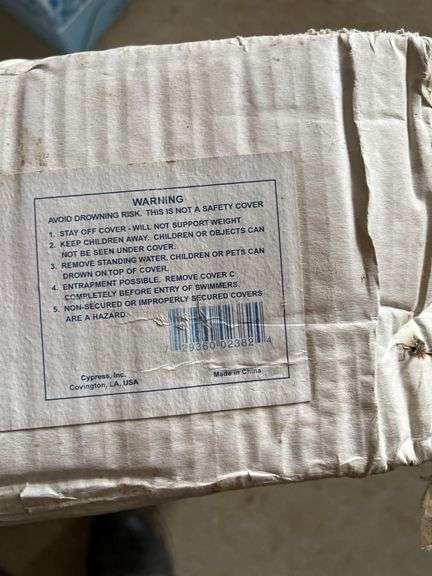 WARNING
AVOID DROWNING RISK. THIS IS NOT A SAFETY COVER
1. STAY OFF COVER - WILL NOT SUPPORT WEIGHT
2. KEEP CHILDREN AWAY. CHILDREN OR OBJECTS CAN
NOT BE SEEN UNDER COVER.
3. REMOVE STANDING WATER. CHILDREN OR PETS CAN
DROWN ON TOP OF COVER.
4. ENTRAPMENT POSSIBLE. REMOVE COVER C
COMPLETELY BEFORE ENTRY OF SWIMMERS
5. NON-SECURED OR IMPROPERLY SECURED COVERS
ARE A HAZARD.
29360 02382 4
Cypress, Inc. Made in China
Covington, LA, USA